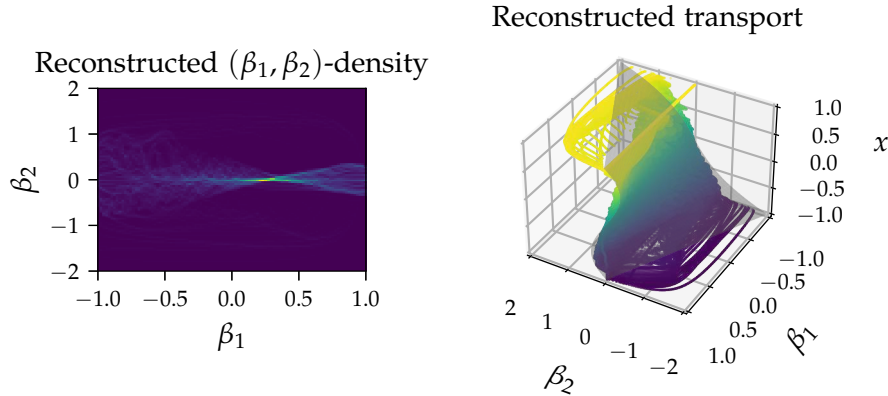 Reconstructed (β₁, β₂)-density
2
1
0
−1
−2
β₂
−1.0 −0.5 0.0 0.5 1.0
β₁
Reconstructed transport
1.0
0.5
0.0
−0.5
−1.0
x
2 1 0 −1 −2
β₂
−1.0
−0.5
0.0
0.5
1.0
β₁